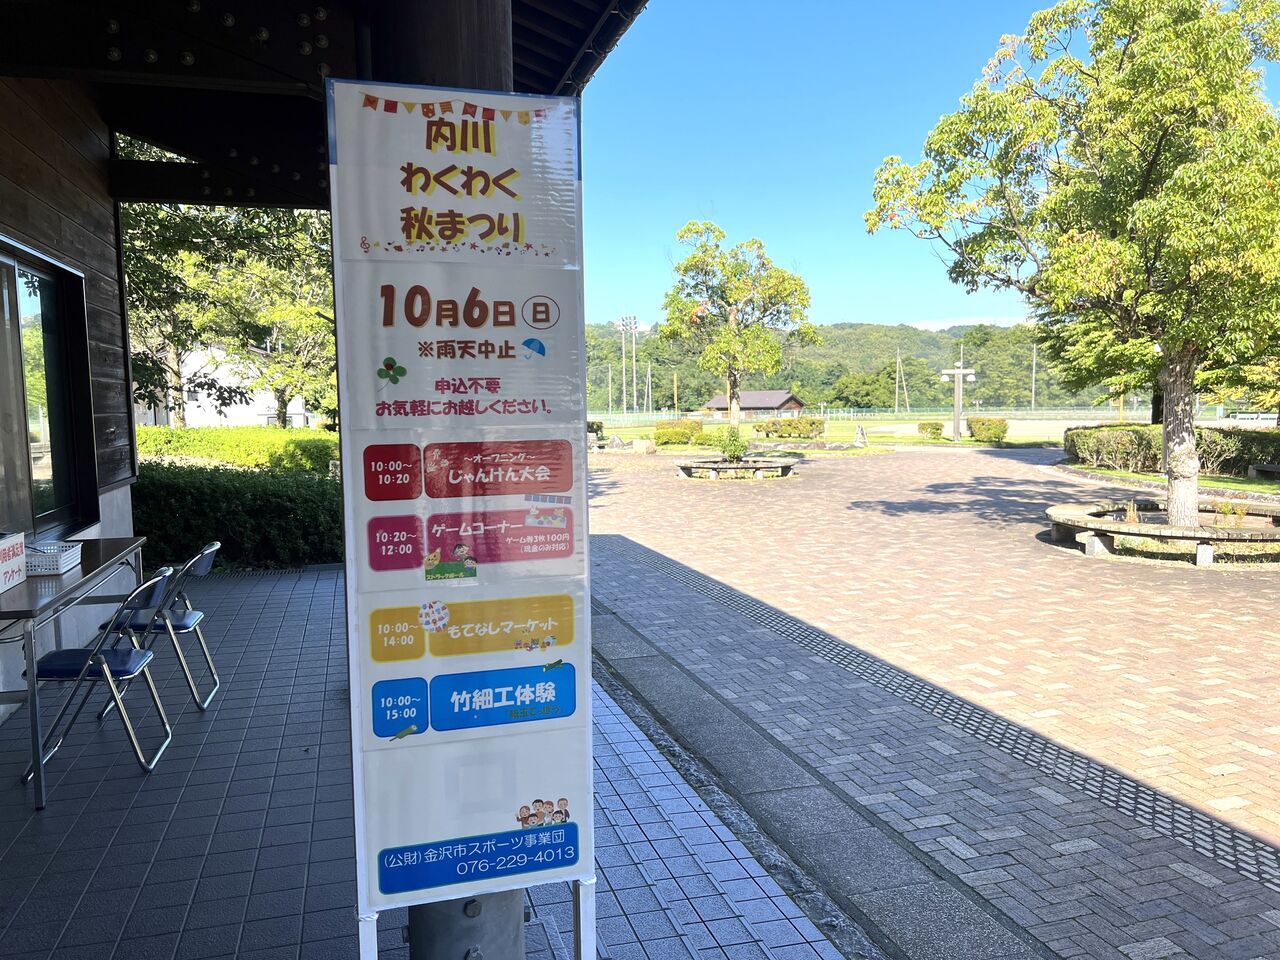 内川
わくわく
秋まつり
10月6日(日)
※雨天中止
申込不要
お気軽にお越しください。
10:00～
10:20
～オープニング～
じゃんけん大会
10:20～
12:00
ゲームコーナー
ゲーム券3枚100円
(現金のみ対応)
ストラックボール
10:00～
14:00
もてなしマーケット
10:00～
15:00
竹細工体験
(公財)金沢市スポーツ事業団
076-229-4013
アンケート